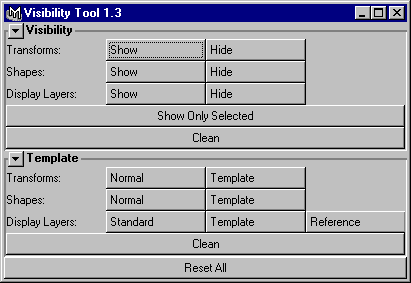 Visibility Tool 1.3
Visibility
Transforms: Show Hide
Shapes: Show Hide
Display Layers: Show Hide
Show Only Selected
Clean
Template
Transforms: Normal Template
Shapes: Normal Template
Display Layers: Standard Template Reference
Clean
Reset All